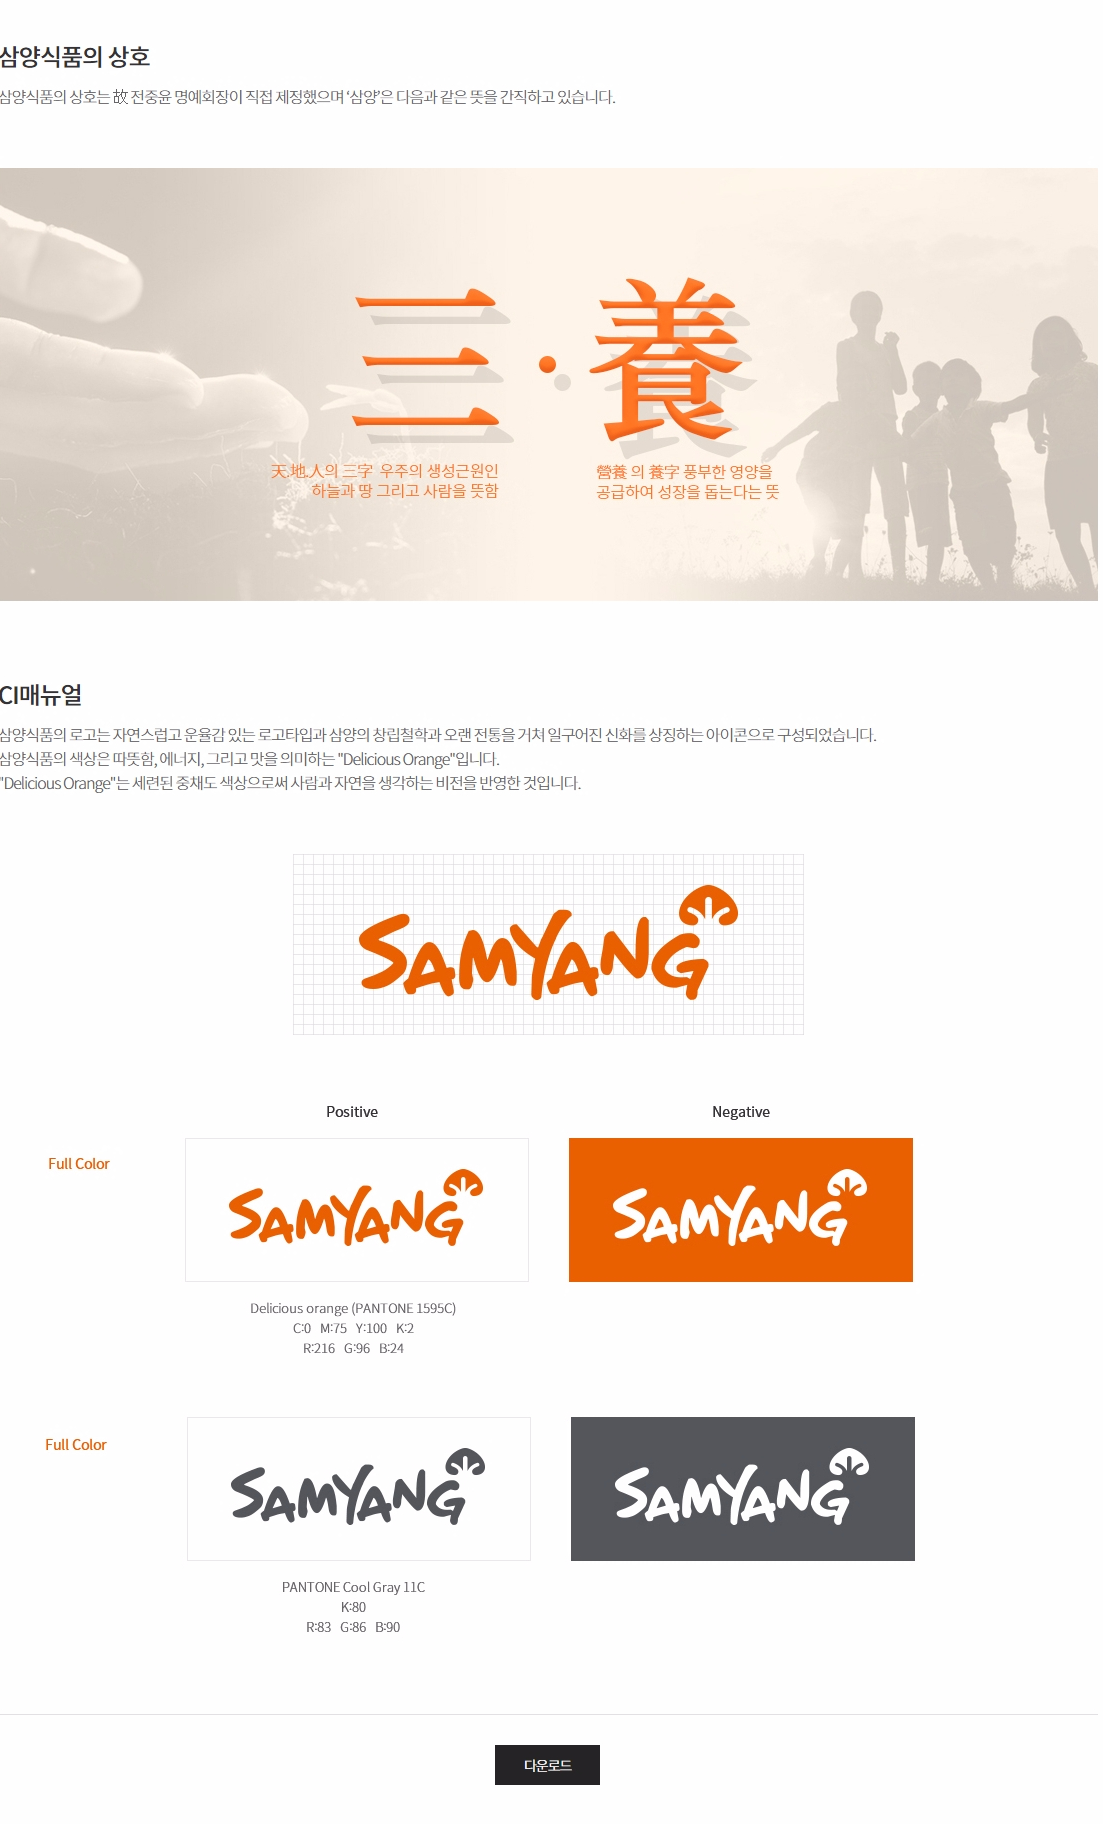 삼양식품의 상호
삼양식품의 상호는 故 전중윤 명예회장이 직접 제정했으며 ‘삼양’은 다음과 같은 뜻을 간직하고 있습니다.
三·養
天.地.人의 三字 우주의 생성근원인
하늘과 땅 그리고 사람을 뜻함
營養 의 養字 풍부한 영양을
공급하여 성장을 돕는다는 뜻
CI매뉴얼
삼양식품의 로고는 자연스럽고 운율감 있는 로고타입과 삼양의 창립철학과 오랜 전통을 거쳐 일구어진 신화를 상징하는 아이콘으로 구성되었습니다.
삼양식품의 색상은 따뜻함, 에너지, 그리고 맛을 의미하는 "Delicious Orange"입니다.
"Delicious Orange"는 세련된 중채도 색상으로써 사람과 자연을 생각하는 비전을 반영한 것입니다.
SAMYANG
Positive
Negative
Full Color
SAMYANG
SAMYANG
Delicious orange (PANTONE 1595C)
C:0 M:75 Y:100 K:2
R:216 G:96 B:24
Full Color
SAMYANG
SAMYANG
PANTONE Cool Gray 11C
K:80
R:83 G:86 B:90
다운로드